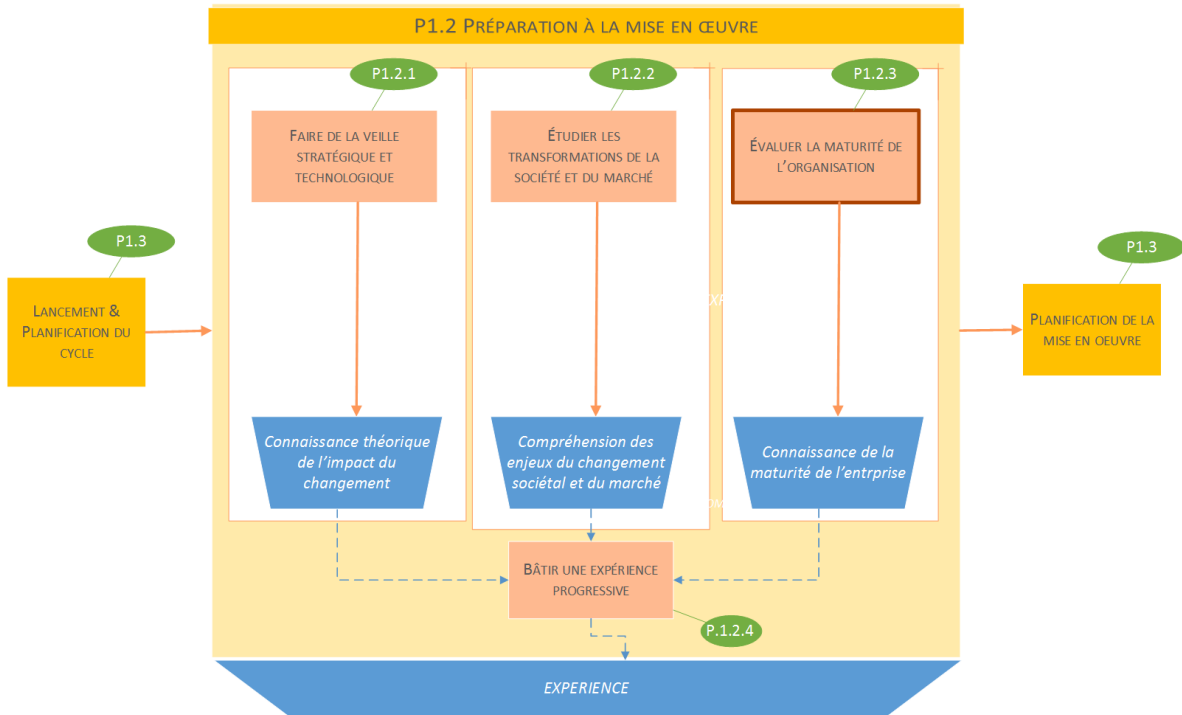 P1.2 PRÉPARATION À LA MISE EN ŒUVRE
P1.2.1
P1.2.2
P1.2.3
FAIRE DE LA VEILLE
STRATÉGIQUE ET
TECHNOLOGIQUE
ÉTUDIER LES
TRANSFORMATIONS DE LA
SOCIÉTÉ ET DU MARCHÉ
ÉVALUER LA MATURITÉ DE
L'ORGANISATION
P1.3
LANCEMENT &
PLANIFICATION DU
CYCLE
P1.3
PLANIFICATION DE LA
MISE EN OEUVRE
Connaissance théorique
de l'impact du
changement
Compréhension des
enjeux du changement
sociétal et du marché
Connaissance de la
maturité de l'entrprise
BÂTIR UNE EXPÉRIENCE
PROGRESSIVE
P.1.2.4
EXPERIENCE